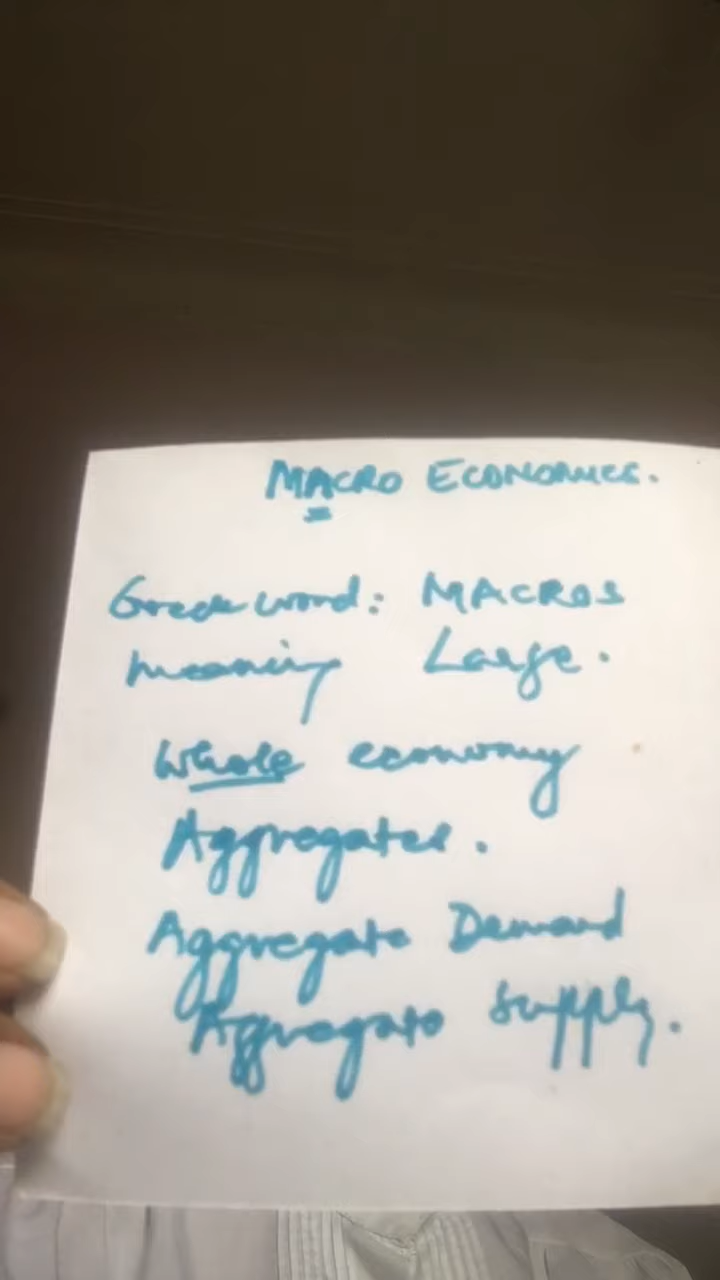 MACRO ECONOMICS.
Greek word: MACROS
meaning Large.
Whole economy
Aggregates.
Aggregate Demand
Aggregate supply.